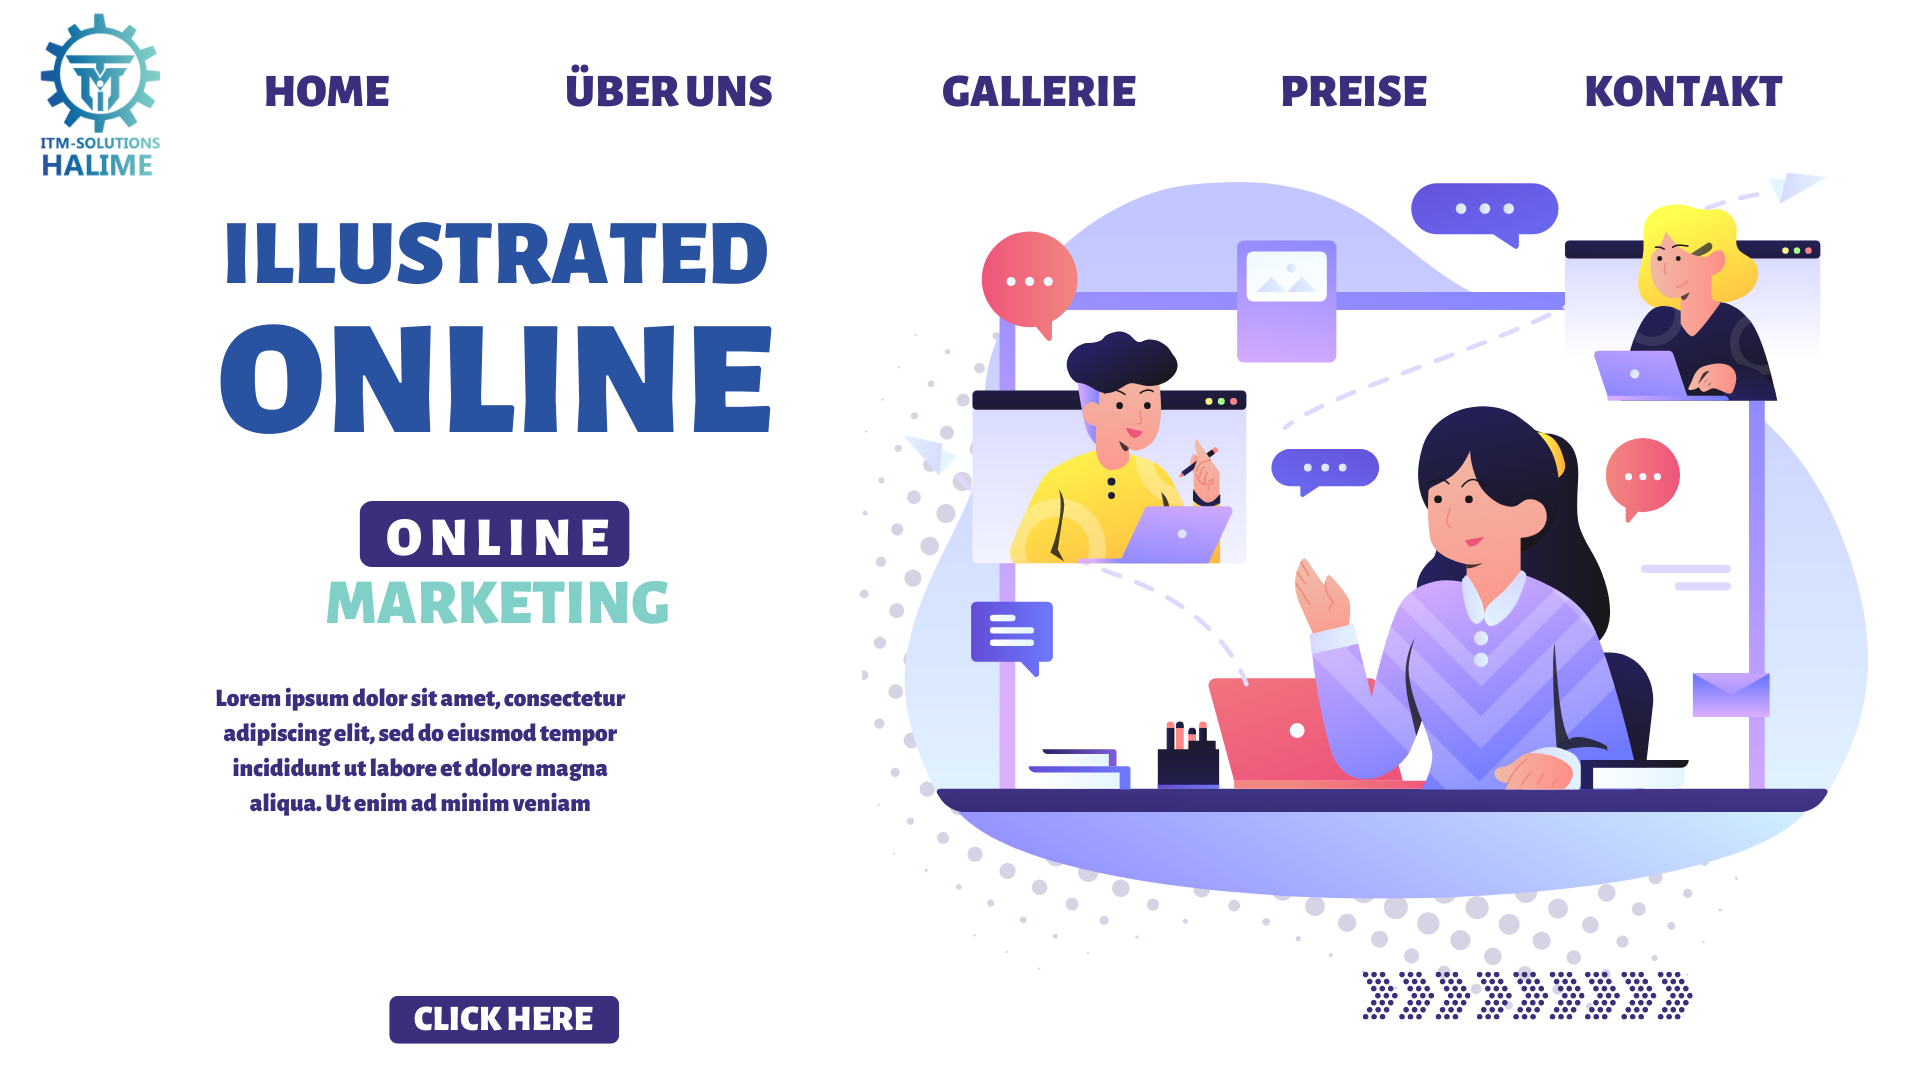 ITM-SOLUTIONS
HALIME
HOME
ÜBER UNS
GALLERIE
PREISE
KONTAKT
ILLUSTRATED
ONLINE
ONLINE
MARKETING
Lorem ipsum dolor sit amet, consectetur
adipiscing elit, sed do eiusmod tempor
incididunt ut labore et dolore magna
aliqua. Ut enim ad minim veniam
CLICK HERE